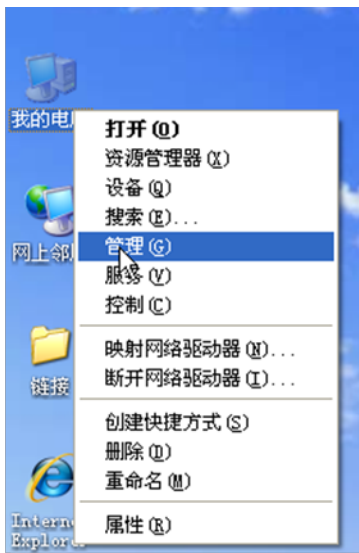 我的电
打开(O)
资源管理器(X)
设备(Q)
搜索(E)...
网上邻
管理(G)
服务(V)
控制(C)
映射网络驱动器(N)...
链接
断开网络驱动器(I)...
创建快捷方式(S)
删除(D)
重命名(M)
Intern
Explorer
属性(R)